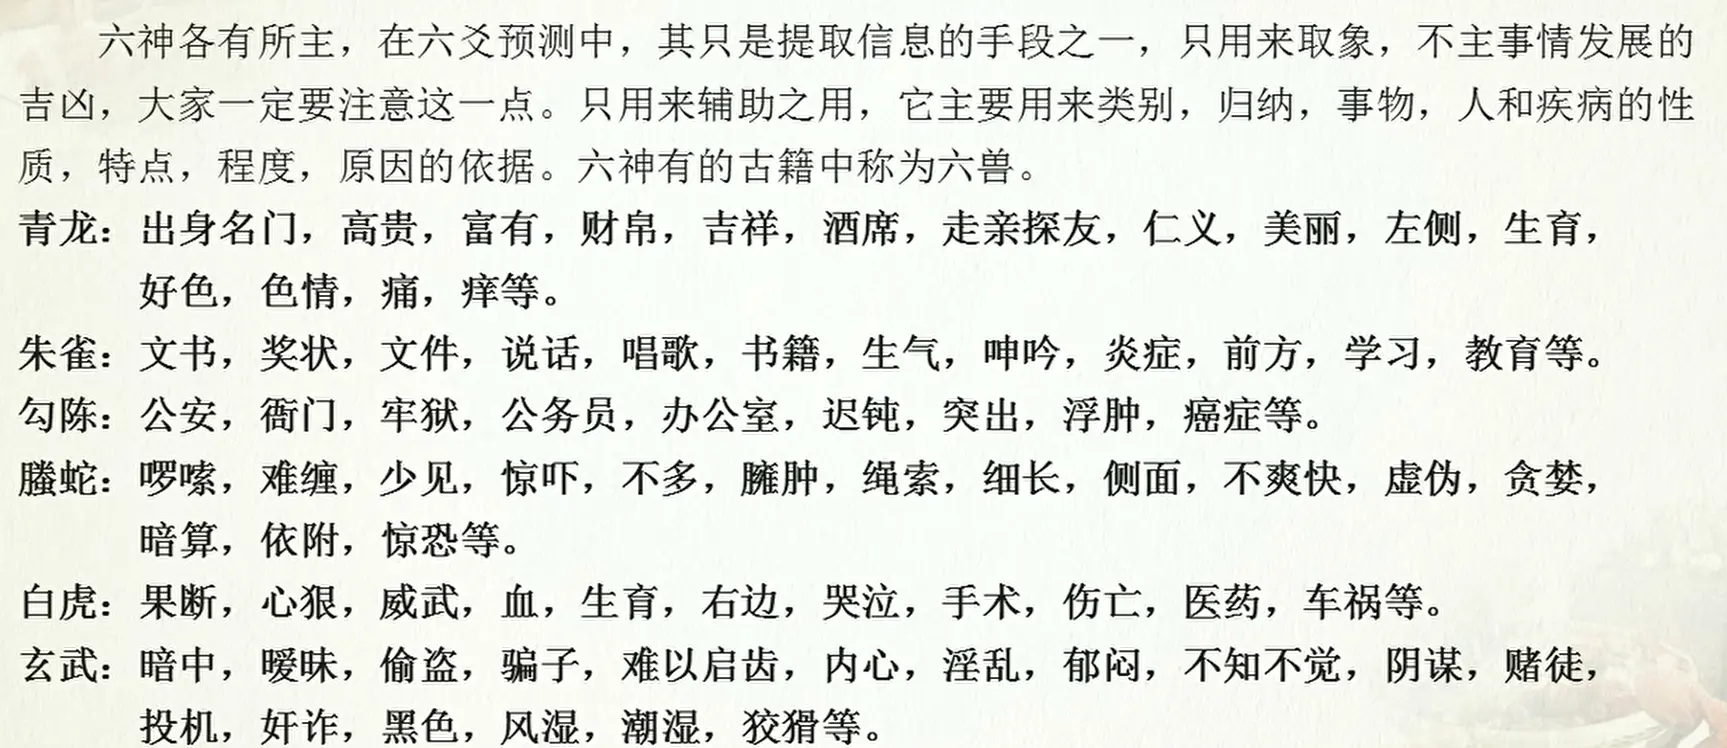 六神各有所主，在六爻预测中，其只是提取信息的手段之一，只用来取象，不主事情发展的
吉凶，大家一定要注意这一点。只用来辅助之用，它主要用来类别，归纳，事物，人和疾病的性
质，特点，程度，原因的依据。六神有的古籍中称为六兽。
青龙：出身名门，高贵，富有，财帛，吉祥，酒席，走亲探友，仁义，美丽，左侧，生育，
好色，色情，痛，痒等。
朱雀：文书，奖状，文件，说话，唱歌，书籍，生气，呻吟，炎症，前方，学习，教育等。
勾陈：公安，衙门，牢狱，公务员，办公室，迟钝，突出，浮肿，癌症等。
螣蛇：啰嗦，难缠，少见，惊吓，不多，臃肿，绳索，细长，侧面，不爽快，虚伪，贪婪，
暗算，依附，惊恐等。
白虎：果断，心狠，威武，血，生育，右边，哭泣，手术，伤亡，医药，车祸等。
玄武：暗中，暧昧，偷盗，骗子，难以启齿，内心，淫乱，郁闷，不知不觉，阴谋，赌徒，
投机，奸诈，黑色，风湿，潮湿，狡猾等。